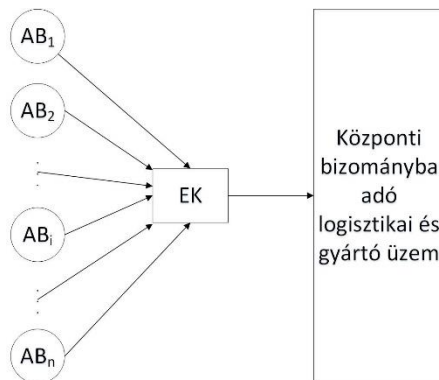 AB1
AB2
ABi
ABn
EK
Központi
bizományba
adó
logisztikai és
gyártó üzem